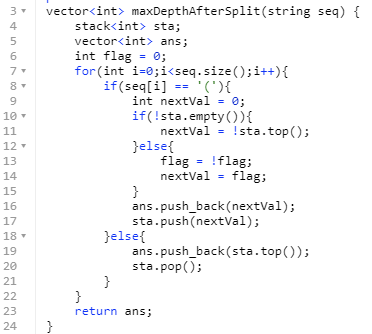 3 vector<int> maxDepthAfterSplit(string seq) {
4     stack<int> sta;
5     vector<int> ans;
6     int flag = 0;
7     for(int i=0;i<seq.size();i++){
8         if(seq[i] == '('){
9             int nextVal = 0;
10             if(!sta.empty()){
11                 nextVal = !sta.top();
12             }else{
13                 flag = !flag;
14                 nextVal = flag;
15             }
16             ans.push_back(nextVal);
17             sta.push(nextVal);
18         }else{
19             ans.push_back(sta.top());
20             sta.pop();
21         }
22     }
23     return ans;
24 }